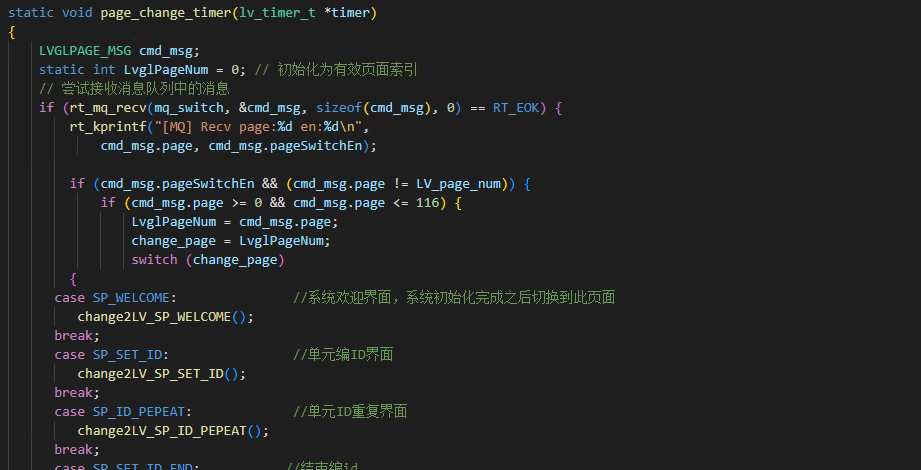 static void page_change_timer(lv_timer_t *timer)
{
LVGLPAGE_MSG cmd_msg;
static int LvglPageNum = 0; // 初始化为有效页面索引
// 尝试接收消息队列中的消息
if (rt_mq_recv(mq_switch, &cmd_msg, sizeof(cmd_msg), 0) == RT_EOK) {
rt_kprintf("[MQ] Recv page:%d en:%d\n",
cmd_msg.page, cmd_msg.pageSwitchEn);
if (cmd_msg.pageSwitchEn && (cmd_msg.page != LV_page_num)) {
if (cmd_msg.page >= 0 && cmd_msg.page <= 116) {
LvglPageNum = cmd_msg.page;
change_page = LvglPageNum;
switch (change_page)
{
case SP_WELCOME: //系统欢迎界面，系统初始化完成之后切换到此页面
change2LV_SP_WELCOME();
break;
case SP_SET_ID: //单元编ID界面
change2LV_SP_SET_ID();
break;
case SP_ID_PEPEAT: //单元ID重复界面
change2LV_SP_ID_PEPEAT();
break;
case SP_SET_ID_END: //结束编id